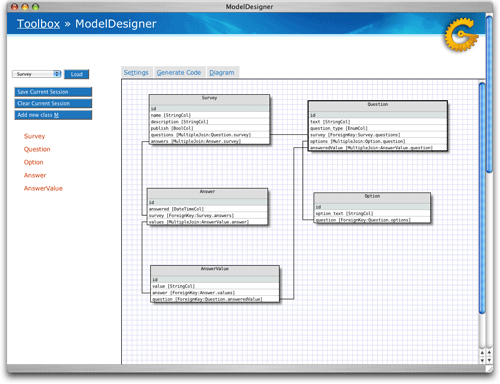 ModelDesigner
Toolbox » ModelDesigner
Survey
Load
Save Current Session
Clear Current Session
Add new class M
Survey
Question
Option
Answer
AnswerValue
Settings
Generate Code
Diagram
Survey
id
name [StringCol]
description [StringCol]
publish [BoolCol]
questions [MultipleJoin:Question.survey]
answers [MultipleJoin:Answer.survey]
Question
id
text [StringCol]
question_type [EnumCol]
survey [ForeignKey:Survey.questions]
options [MultipleJoin:Option.question]
answeredValue [MultipleJoin:AnswerValue.question]
Answer
id
answered [DateTimeCol]
survey [ForeignKey:Survey.answers]
values [MultipleJoin:AnswerValue.answer]
Option
id
option_text [StringCol]
question [ForeignKey:Question.options]
AnswerValue
id
value [StringCol]
answer [ForeignKey:Answer.values]
question [ForeignKey:Question.answeredValue]